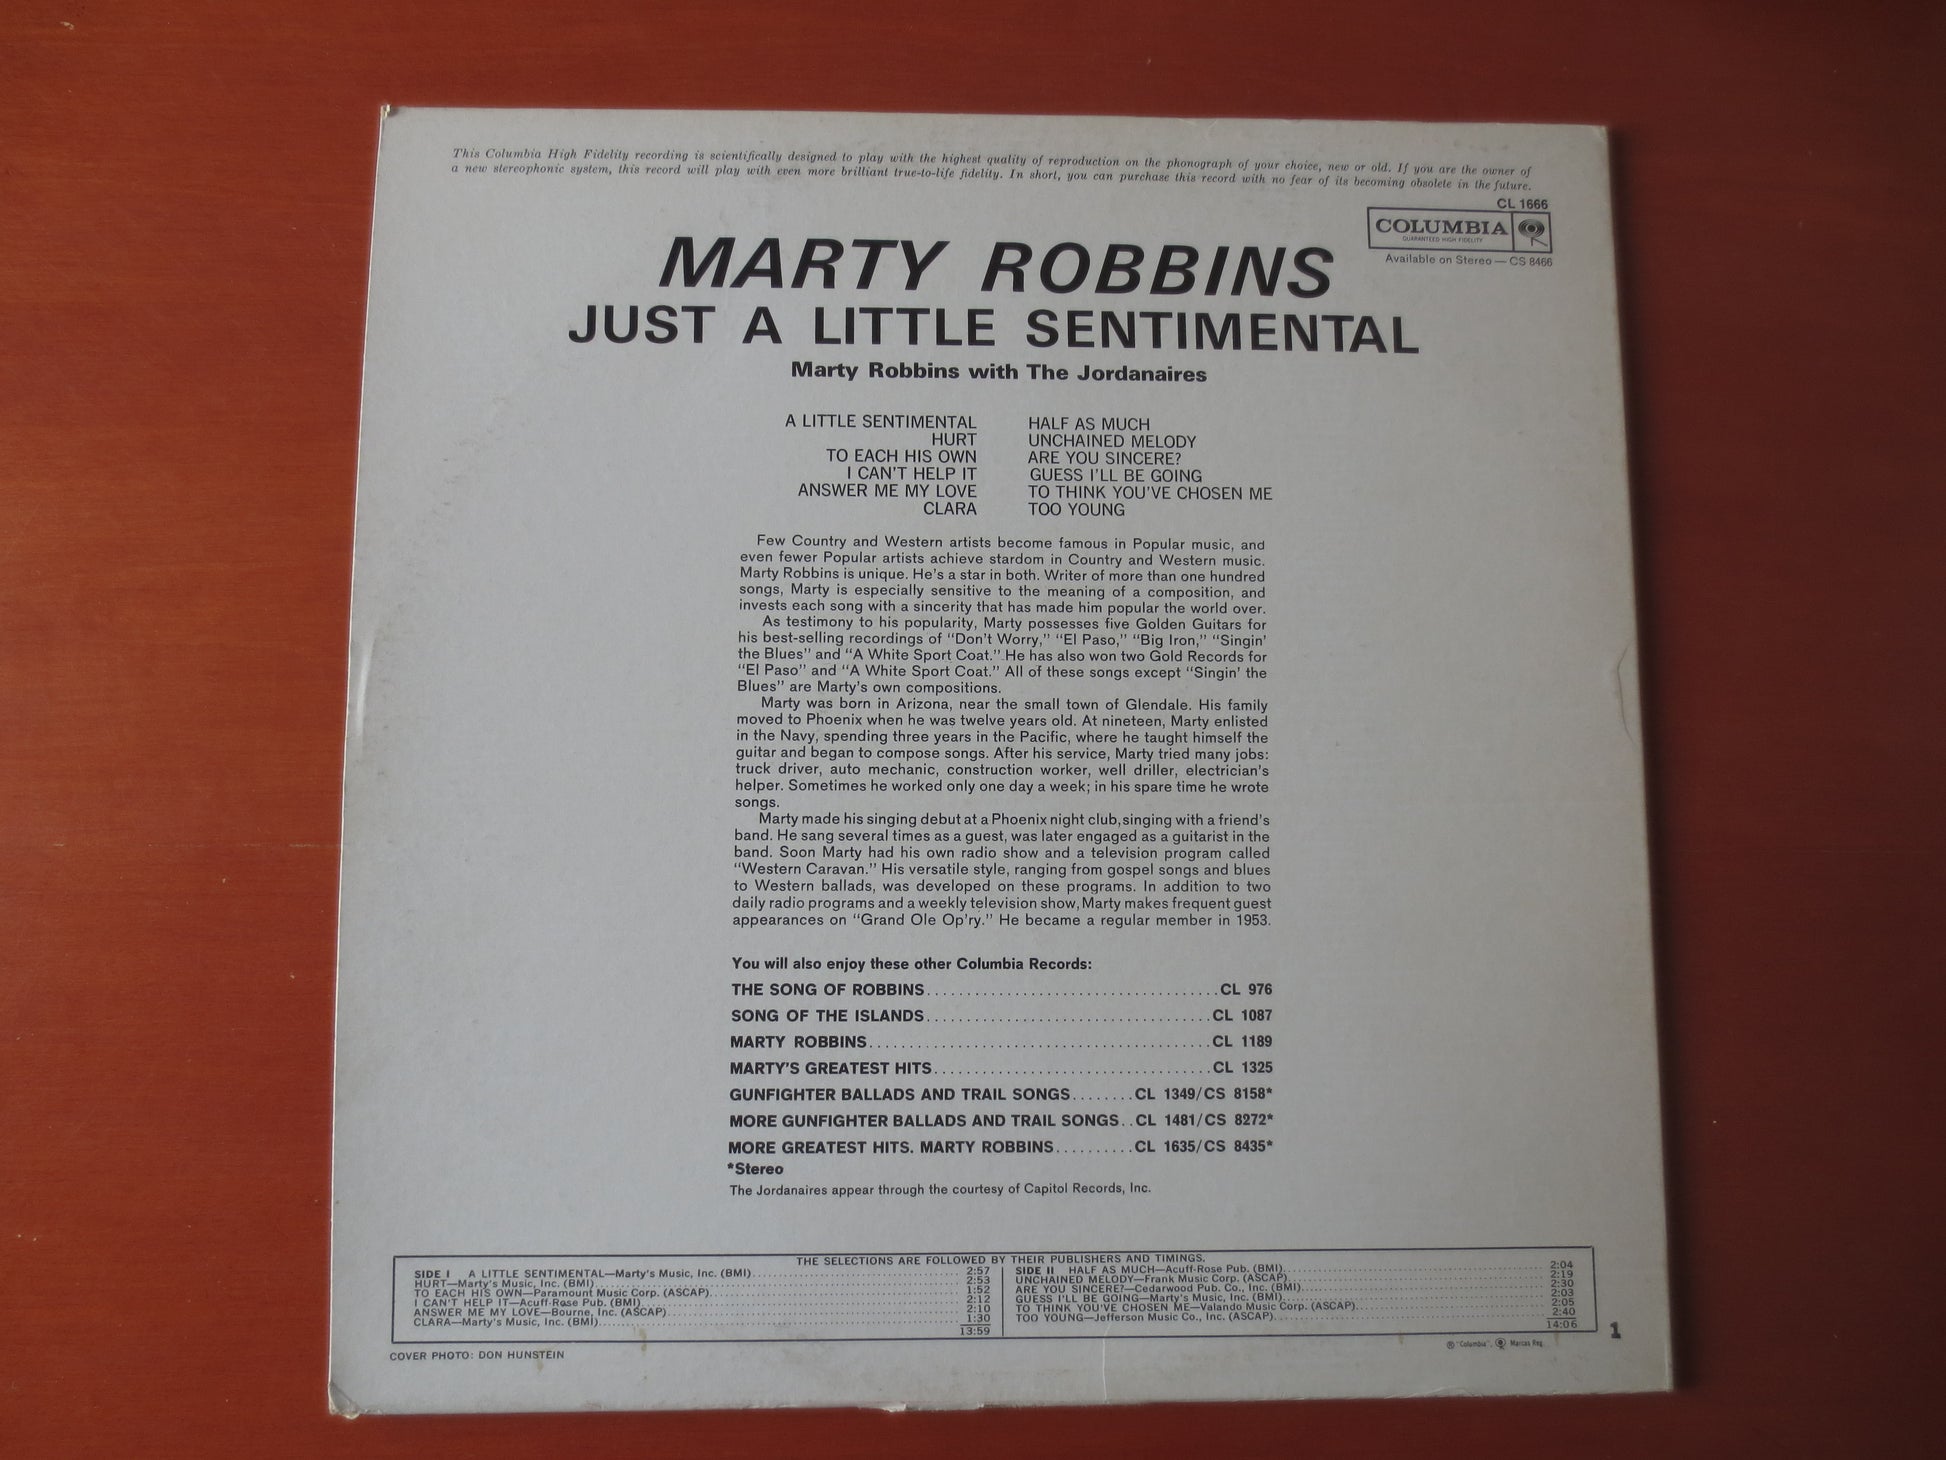 This Columbia High Fidelity recording is scientifically designed to play with the highest quality of reproduction on the phonograph of your choice, new or old. If you are the owner of
a new stereophonic system, this record will play with even more brilliant true-to-life fidelity. In short, you can purchase this record with no fear of its becoming obsolete in the future.
CL 1666
COLUMBIA
GUARANTEED HIGH FIDELITY
Available on Stereo — CS 8466
MARTY ROBBINS
JUST A LITTLE SENTIMENTAL
Marty Robbins with The Jordanaires
A LITTLE SENTIMENTAL
HURT
TO EACH HIS OWN
I CAN'T HELP IT
ANSWER ME MY LOVE
CLARA
HALF AS MUCH
UNCHAINED MELODY
ARE YOU SINCERE?
GUESS I'LL BE GOING
TO THINK YOU'VE CHOSEN ME
TOO YOUNG
Few Country and Western artists become famous in Popular music, and
even fewer Popular artists achieve stardom in Country and Western music.
Marty Robbins is unique. He's a star in both. Writer of more than one hundred
songs, Marty is especially sensitive to the meaning of a composition, and
invests each song with a sincerity that has made him popular the world over.
As testimony to his popularity, Marty possesses five Golden Guitars for
his best-selling recordings of "Don't Worry," "El Paso," "Big Iron," "Singin'
the Blues" and "A White Sport Coat." He has also won two Gold Records for
"El Paso" and "A White Sport Coat." All of these songs except "Singin' the
Blues" are Marty's own compositions.
Marty was born in Arizona, near the small town of Glendale. His family
moved to Phoenix when he was twelve years old. At nineteen, Marty enlisted
in the Navy, spending three years in the Pacific, where he taught himself the
guitar and began to compose songs. After his service, Marty tried many jobs:
truck driver, auto mechanic, construction worker, well driller, electrician's
helper. Sometimes he worked only one day a week; in his spare time he wrote
songs.
Marty made his singing debut at a Phoenix night club, singing with a friend's
band. He sang several times as a guest, was later engaged as a guitarist in the
band. Soon Marty had his own radio show and a television program called
"Western Caravan." His versatile style, ranging from gospel songs and blues
to Western ballads, was developed on these programs. In addition to two
daily radio programs and a weekly television show, Marty makes frequent guest
appearances on "Grand Ole Op'ry." He became a regular member in 1953.
You will also enjoy these other Columbia Records:
THE SONG OF ROBBINS.................................... CL 976
SONG OF THE ISLANDS................................... CL 1087
MARTY ROBBINS.......................................... CL 1189
MARTY'S GREATEST HITS.................................. CL 1325
GUNFIGHTER BALLADS AND TRAIL SONGS........ CL 1349/CS 8158*
MORE GUNFIGHTER BALLADS AND TRAIL SONGS.. CL 1481/CS 8272*
MORE GREATEST HITS. MARTY ROBBINS.......... CL 1635/CS 8435*
*Stereo
The Jordanaires appear through the courtesy of Capitol Records, Inc.
THE SELECTIONS ARE FOLLOWED BY THEIR PUBLISHERS AND TIMINGS.
SIDE I A LITTLE SENTIMENTAL—Marty's Music, Inc. (BMI)........ 2:57
HURT—Marty's Music, Inc. (BMI)........ 2:53
TO EACH HIS OWN—Paramount Music Corp. (ASCAP)........ 1:52
I CAN'T HELP IT—Acuff-Rose Pub. (BMI)........ 2:12
ANSWER ME MY LOVE—Bourne, Inc. (ASCAP)........ 2:10
CLARA—Marty's Music, Inc. (BMI)........ 1:30
13:59
SIDE II HALF AS MUCH—Acuff-Rose Pub. (BMI)........ 2:04
UNCHAINED MELODY—Frank Music Corp. (ASCAP)........ 2:19
ARE YOU SINCERE?—Cedarwood Pub. Co., Inc. (BMI)........ 2:30
GUESS I'LL BE GOING—Marty's Music, Inc. (BMI)........ 2:03
TO THINK YOU'VE CHOSEN ME—Valando Music Corp. (ASCAP)........ 2:05
TOO YOUNG—Jefferson Music Co., Inc. (ASCAP)........ 2:40
14:06
1
COVER PHOTO: DON HUNSTEIN
® "Columbia", Marcas Reg.